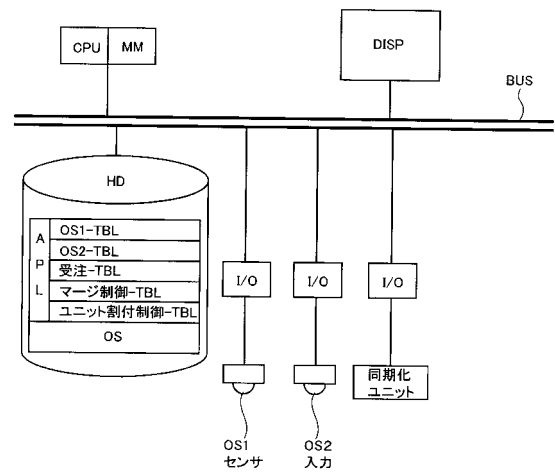 CPU MM
DISP
BUS
HD
APL
OS1-TBL
OS2-TBL
受注-TBL
マージ制御-TBL
ユニット割付制御-TBL
OS
I/O
I/O
I/O
同期化
ユニット
OS1
センサ
OS2
入力